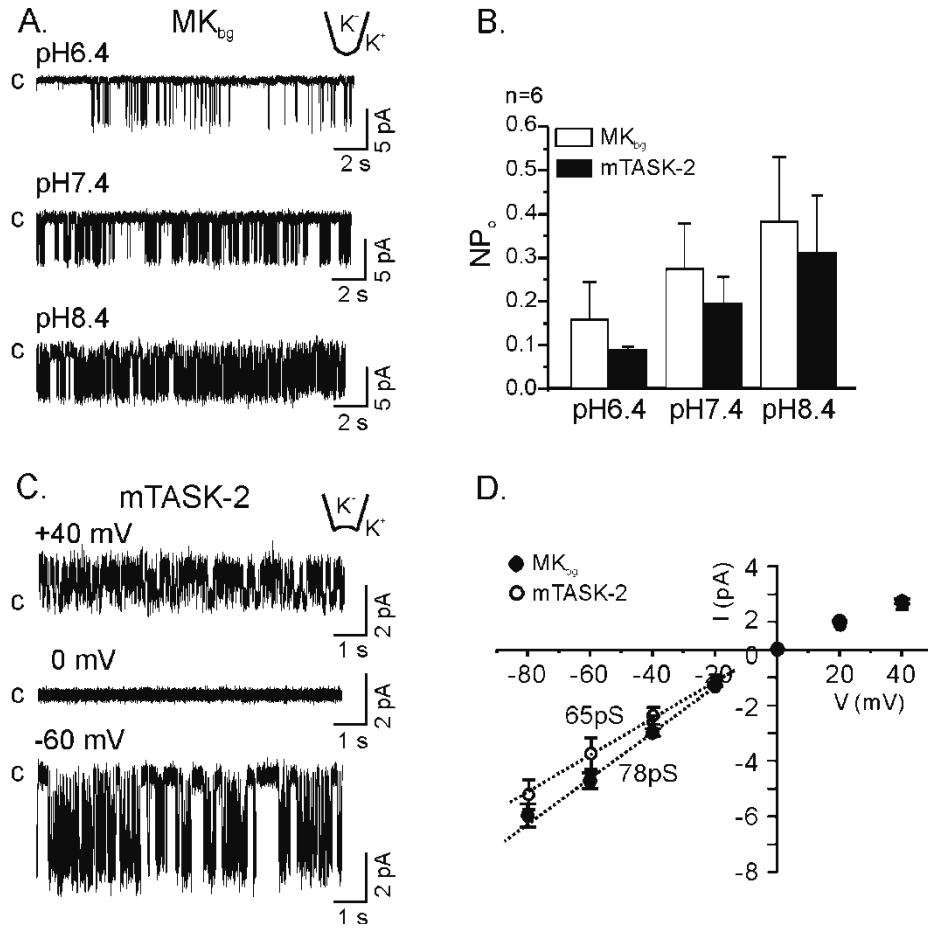 A.
MKbg
K-
K+
pH6.4
c
5 pA
2 s
pH7.4
c
5 pA
2 s
pH8.4
c
5 pA
2 s
B.
n=6
0.6
0.5
0.4
0.3
0.2
0.1
0.0
NPo
MKbg
mTASK-2
pH6.4 pH7.4 pH8.4
C.
mTASK-2
K-
K+
+40 mV
c
2 pA
1 s
0 mV
c
2 pA
1 s
-60 mV
c
2 pA
1 s
D.
MKbg
mTASK-2
I (pA)
4
2
0
-2
-4
-6
-8
-80 -60 -40 -20 20 40
V (mV)
65pS
78pS